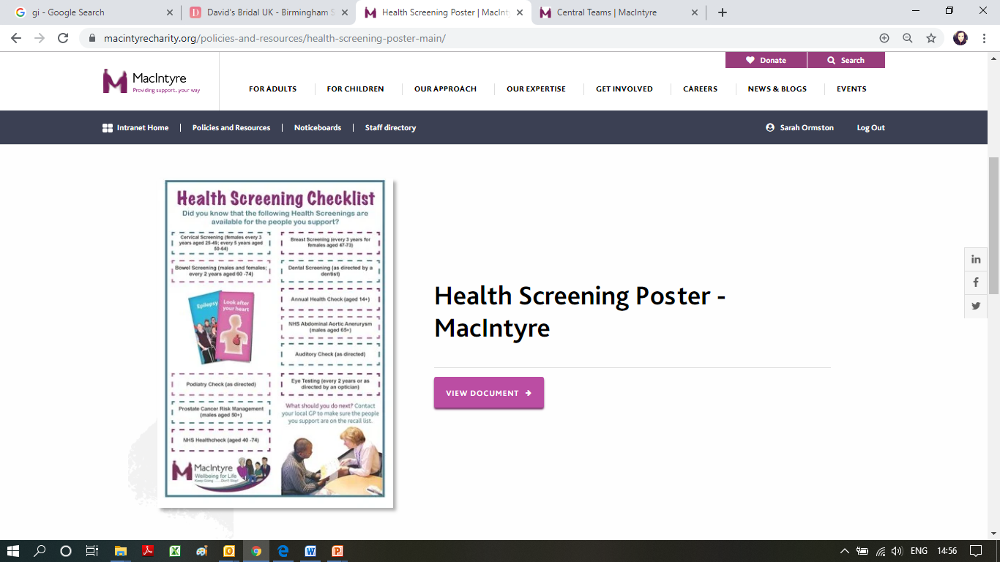 gi - Google Search
David's Bridal UK - Birmingham S
Health Screening Poster | MacInty
Central Teams | MacIntyre
macintyrecharity.org/policies-and-resources/health-screening-poster-main/
Donate
Search
MacIntyre
Providing support...your way
FOR ADULTS
FOR CHILDREN
OUR APPROACH
OUR EXPERTISE
GET INVOLVED
CAREERS
NEWS & BLOGS
EVENTS
Intranet Home
Policies and Resources
Noticeboards
Staff directory
Sarah Ormston
Log Out
Health Screening Checklist
Did you know that the following Health Screenings are
available for the people you support?
Cervical Screening (females every 3
years aged 25-49; every 5 years aged
50-64)
Breast Screening (every 3 years for
females aged 47-73)
Bowel Screening (males and females;
every 2 years aged 60 -74)
Dental Screening (as directed by a
dentist)
Epilepsy
Look after
your heart
Annual Health Check (aged 14+)
NHS Abdominal Aortic Anerurysm
(males aged 65+)
Auditory Check (as directed)
Podiatry Check (as directed)
Eye Testing (every 2 years or as
directed by an optician)
Prostate Cancer Risk Management
(males aged 50+)
NHS Healthcheck (aged 40 -74)
What should you do next? Contact
your local GP to make sure the people
you support are on the recall list.
MacIntyre
Wellbeing for Life
Keep Going ......Don't Stop!
Health Screening Poster -
MacIntyre
VIEW DOCUMENT
in
f
ENG
14:56